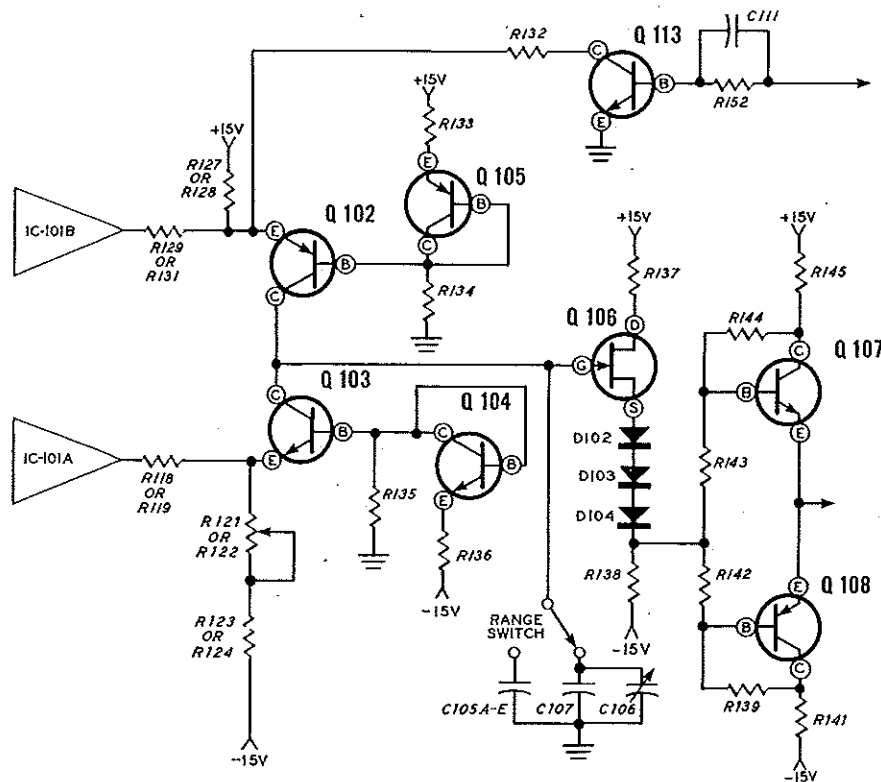 C111
R132
Q 113
C
B
E
R152
+15V
R133
+15V
R127
OR
R128
E
Q 105
B
C
IC-101B
R129
OR
R131
Q 102
E
B
C
R134
+15V
R137
+15V
R145
Q 106
D
G
S
R144
C
Q 107
B
E
Q 103
C
B
E
Q 104
C
B
E
D102
D103
D104
R143
IC-101A
R118
OR
R119
R121
OR
R122
R135
R136
-15V
R138
-15V
R142
E
Q 108
B
C
R123
OR
R124
-15V
RANGE
SWITCH
C105A-E
C107
C106
R139
R141
-15V